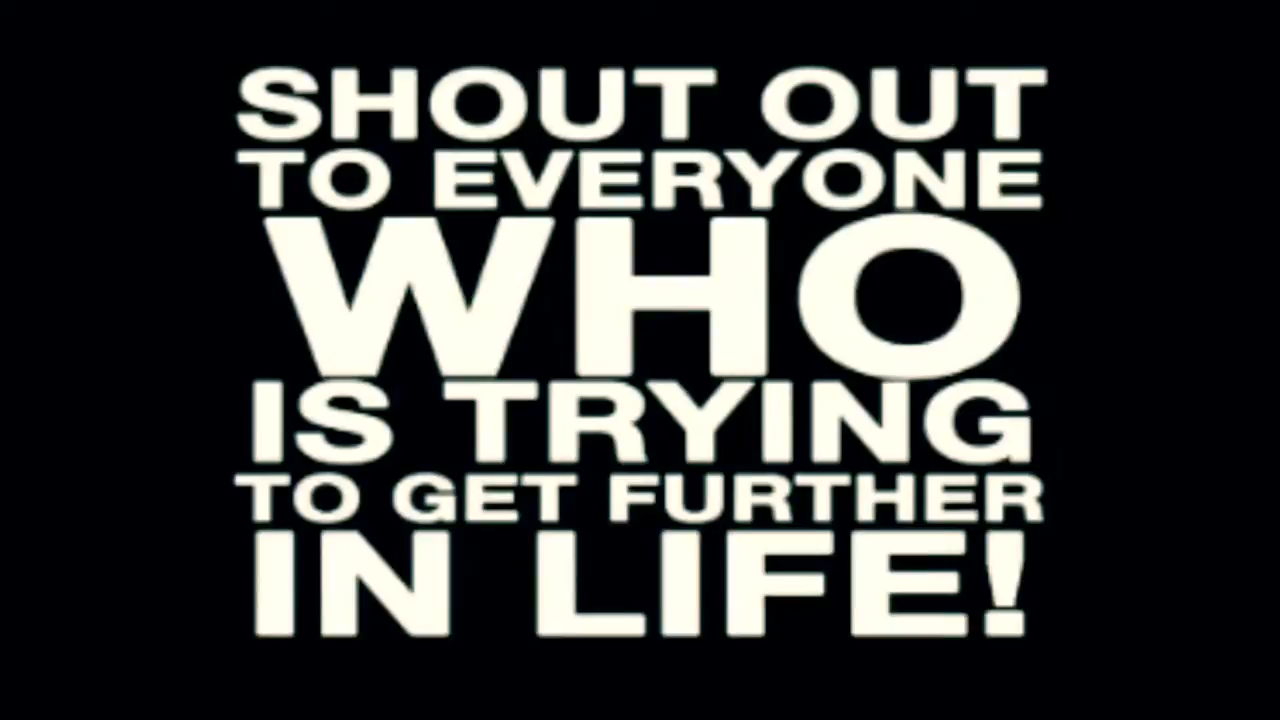 SHOUT OUT
TO EVERYONE
WHO
IS TRYING
TO GET FURTHER
IN LIFE!